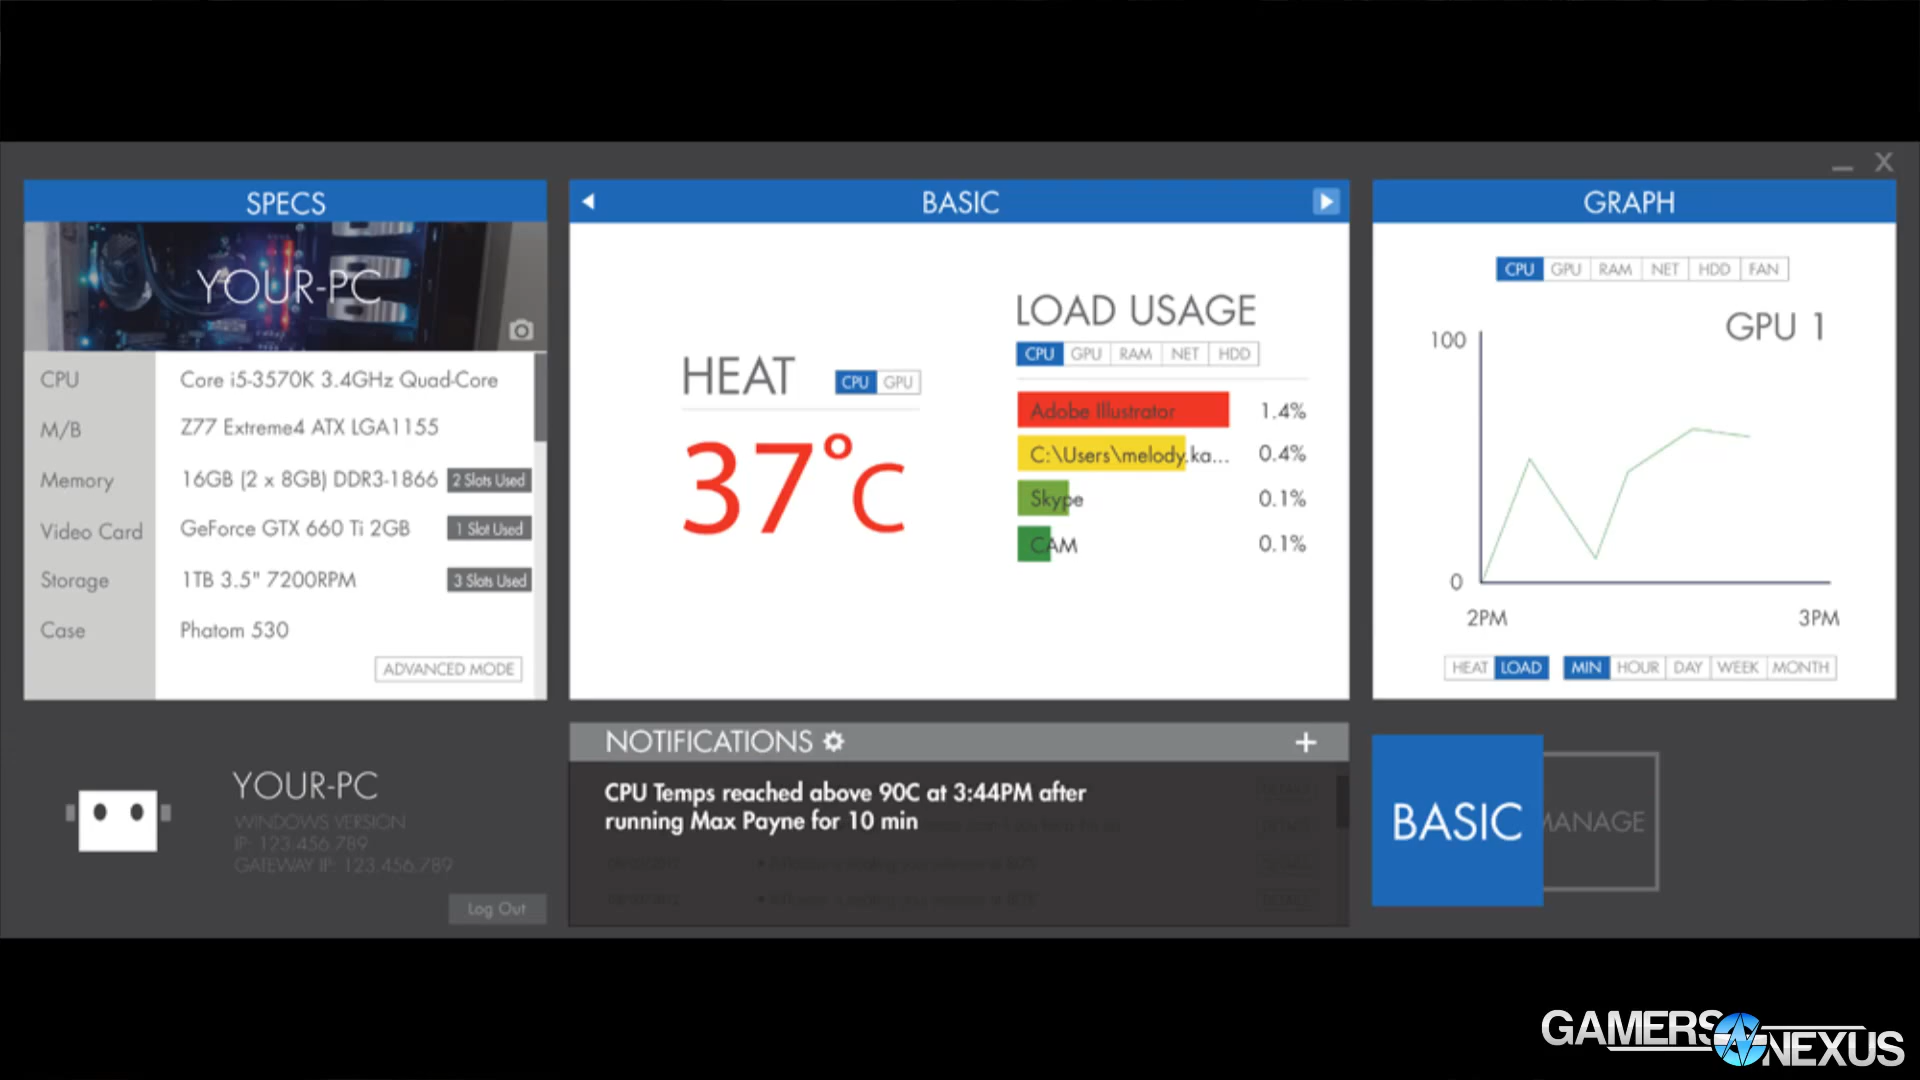 X
SPECS
YOUR-PC
CPU Core i5-3570K 3.4GHz Quad-Core
M/B Z77 Extreme4 ATX LGA1155
Memory 16GB (2 x 8GB) DDR3-1866 2 Slots Used
Video Card GeForce GTX 660 Ti 2GB 1 Slot Used
Storage 1TB 3.5" 7200RPM 3 Slots Used
Case Phatom 530
ADVANCED MODE
BASIC
HEAT CPU GPU
37°C
LOAD USAGE
CPU GPU RAM NET HDD
Adobe Illustrator 1.4%
C:\Users\melody.ka... 0.4%
Skype 0.1%
CAM 0.1%
GRAPH
CPU GPU RAM NET HDD FAN
GPU 1
100
0
2PM 3PM
HEAT LOAD MIN HOUR DAY WEEK MONTH
YOUR-PC
WINDOWS VERSION
IP: 123.456.789
GATEWAY IP: 123.456.789
Log Out
NOTIFICATIONS +
CPU Temps reached above 90C at 3:44PM after
running Max Payne for 10 min
DETAILS
DETAILS
DETAILS
DETAILS
BASIC MANAGE
GAMERS NEXUS